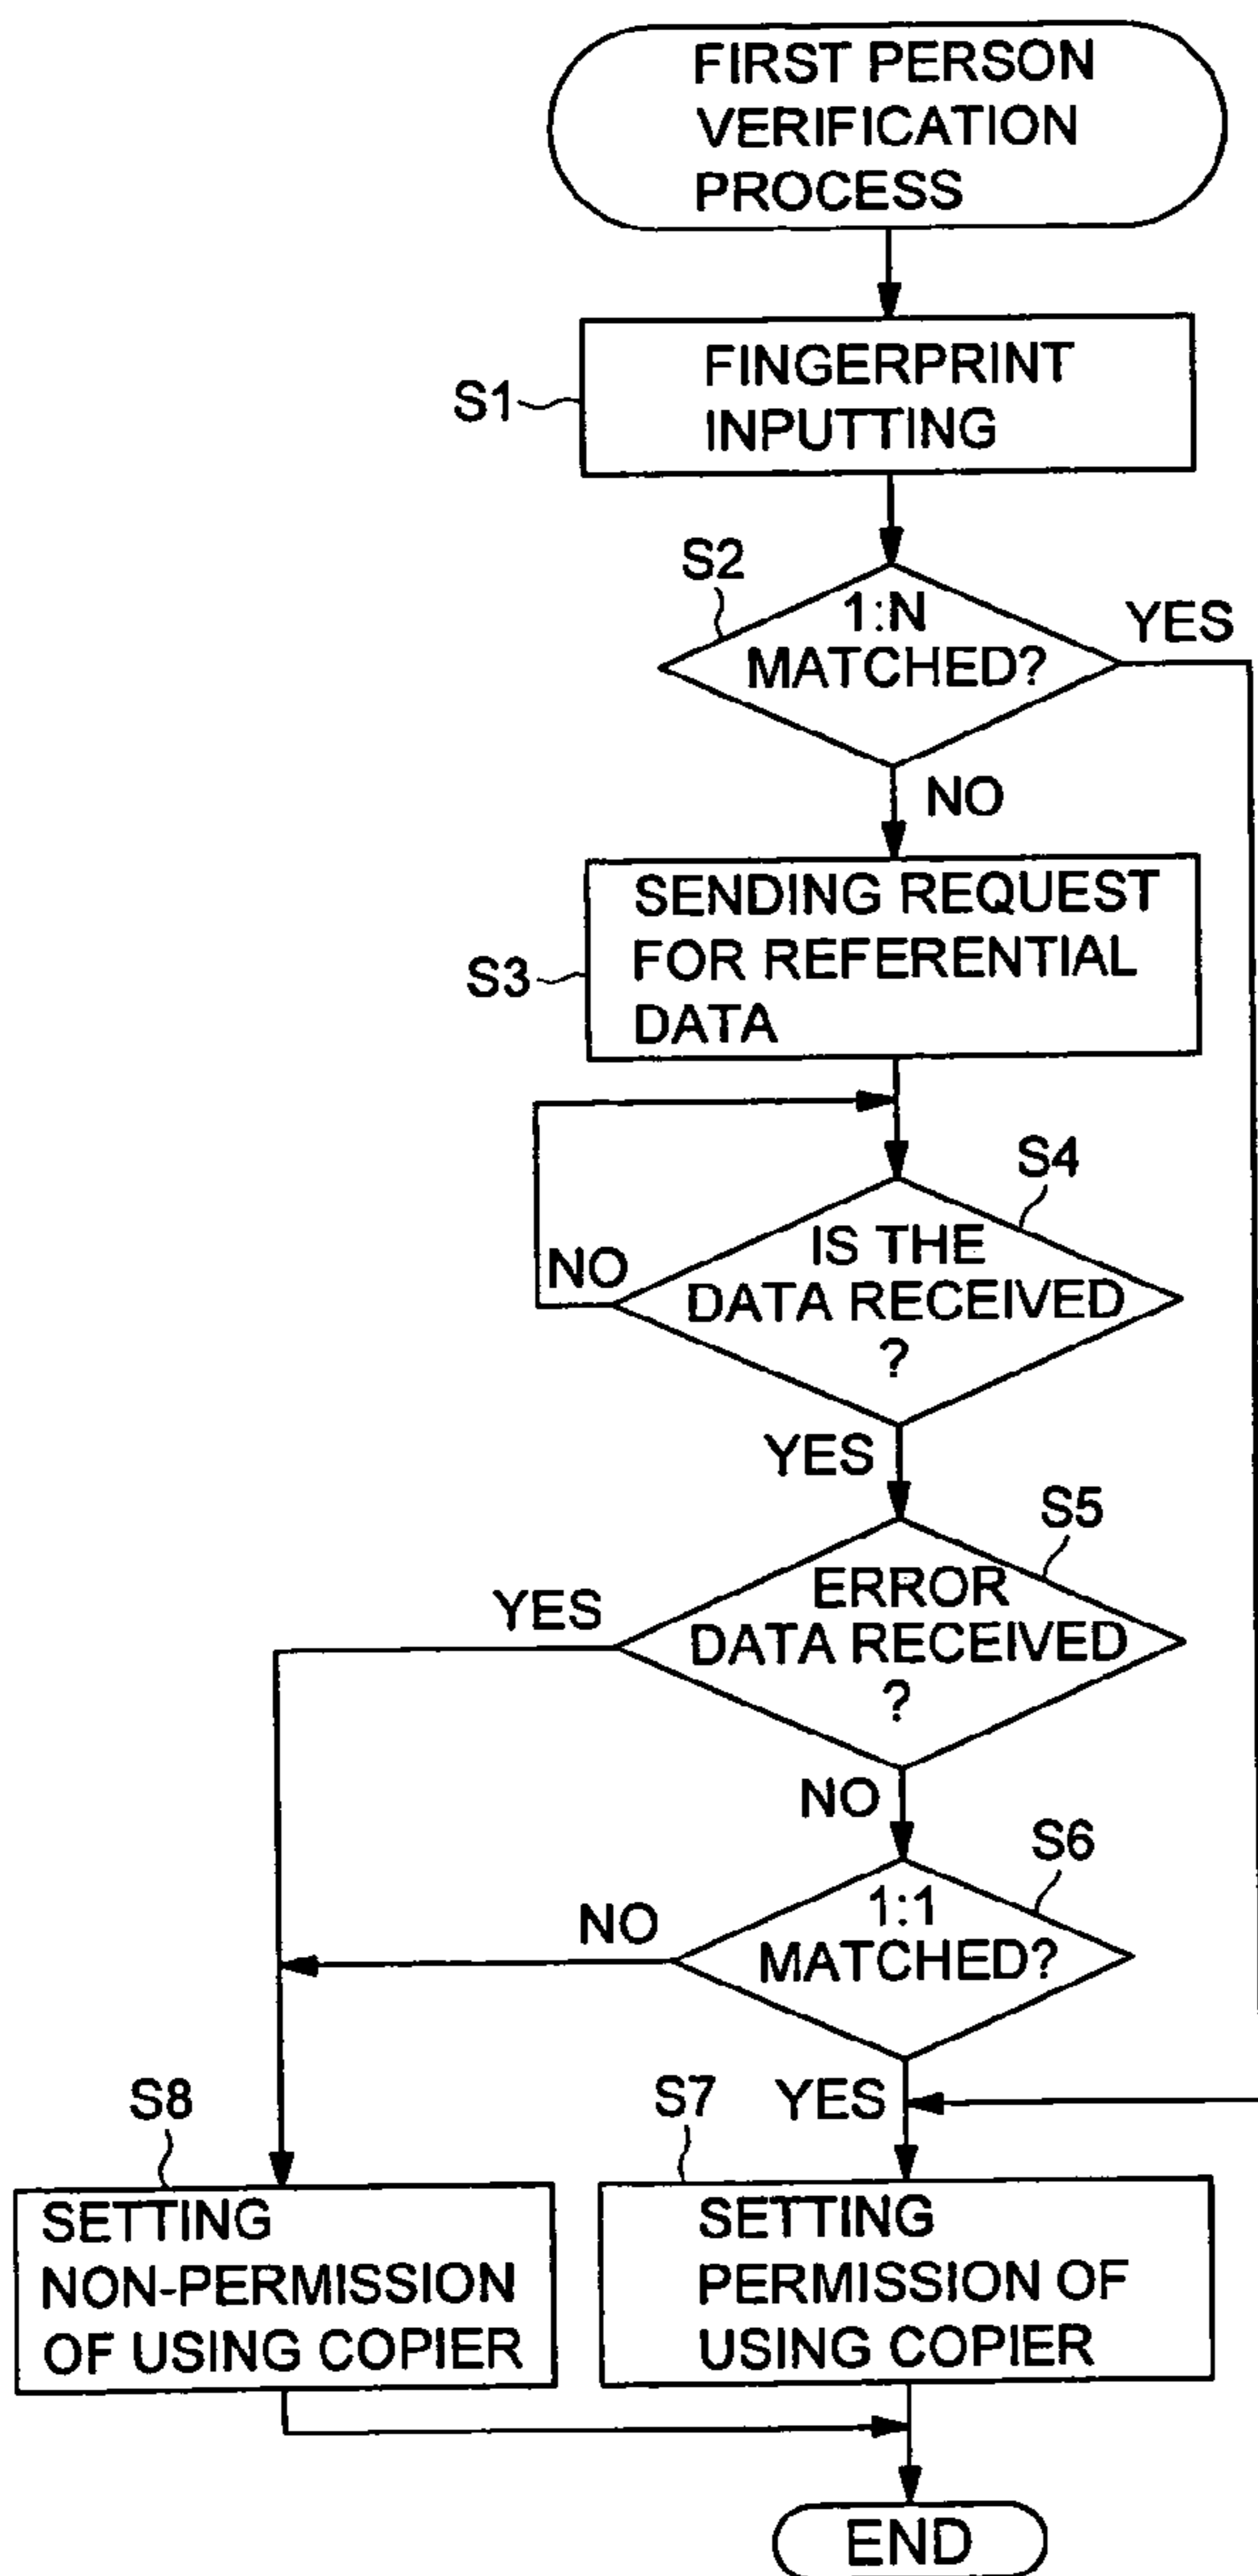 FIRST PERSON
VERIFICATION
PROCESS
S1
FINGERPRINT
INPUTTING
S2
1:N
MATCHED?
YES
NO
S3
SENDING REQUEST
FOR REFERENTIAL
DATA
S4
IS THE
DATA RECEIVED
?
NO
YES
S5
ERROR
DATA RECEIVED
?
YES
NO
S6
1:1
MATCHED?
NO
YES
S8
SETTING
NON-PERMISSION
OF USING COPIER
S7
SETTING
PERMISSION OF
USING COPIER
END